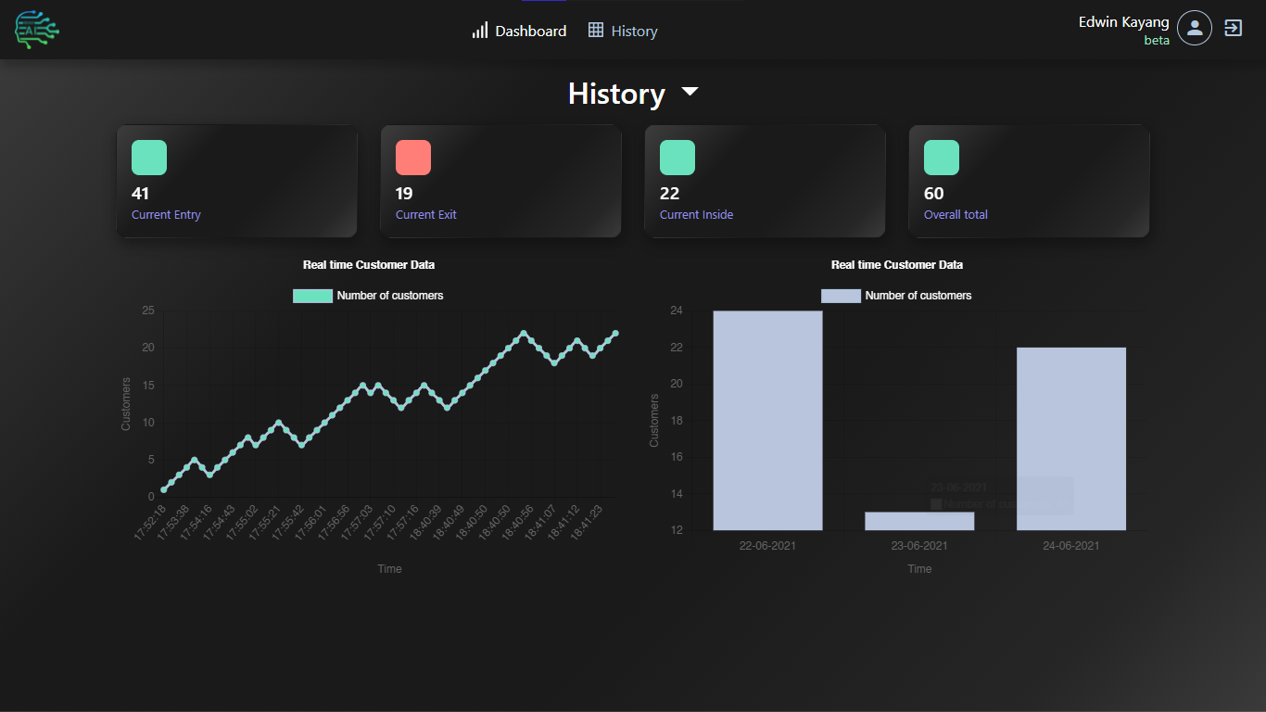 AI
Dashboard
History
Edwin Kayang
beta
History
41
Current Entry
19
Current Exit
22
Current Inside
60
Overall total
Real time Customer Data
Number of customers
25
20
15
10
5
0
Customers
17:52:18
17:53:38
17:54:16
17:54:43
17:55:02
17:55:21
17:55:42
17:56:01
17:56:56
17:57:03
17:57:10
17:57:16
18:40:39
18:40:49
18:40:50
18:40:50
18:40:56
18:41:07
18:41:12
18:41:23
Time
Real time Customer Data
Number of customers
24
22
20
18
16
14
12
Customers
23-06-2021
Number of
22-06-2021
23-06-2021
24-06-2021
Time